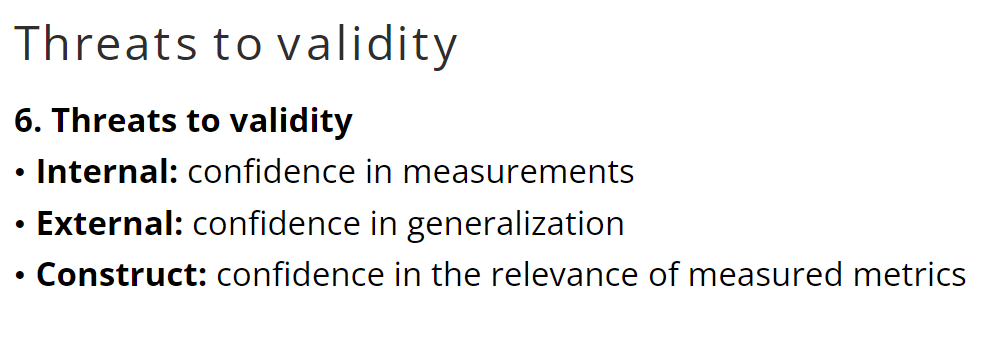 Threats to validity
6. Threats to validity
• Internal: confidence in measurements
• External: confidence in generalization
• Construct: confidence in the relevance of measured metrics